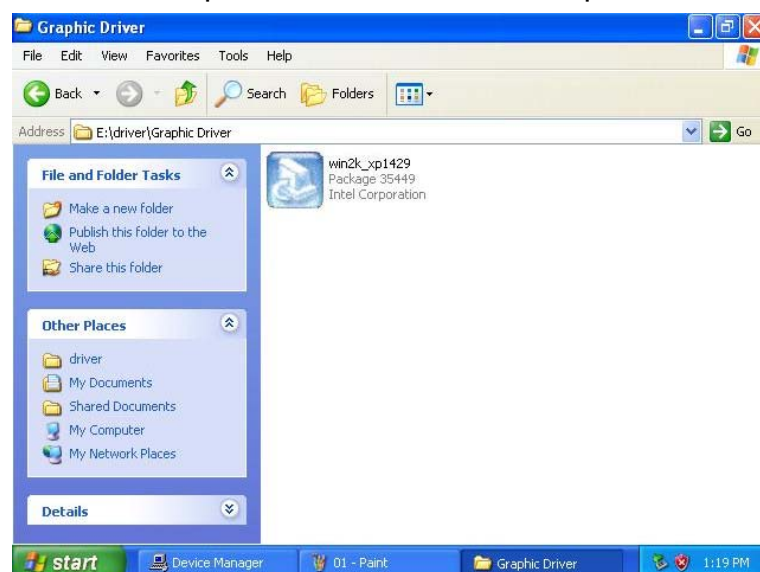 Graphic Driver
File Edit View Favorites Tools Help
Back Search Folders
Address E:\driver\Graphic Driver Go
File and Folder Tasks
Make a new folder
Publish this folder to the
Web
Share this folder
Other Places
driver
My Documents
Shared Documents
My Computer
My Network Places
Details
win2k_xp1429
Package 35449
Intel Corporation
start Device Manager 01 - Paint Graphic Driver 1:19 PM